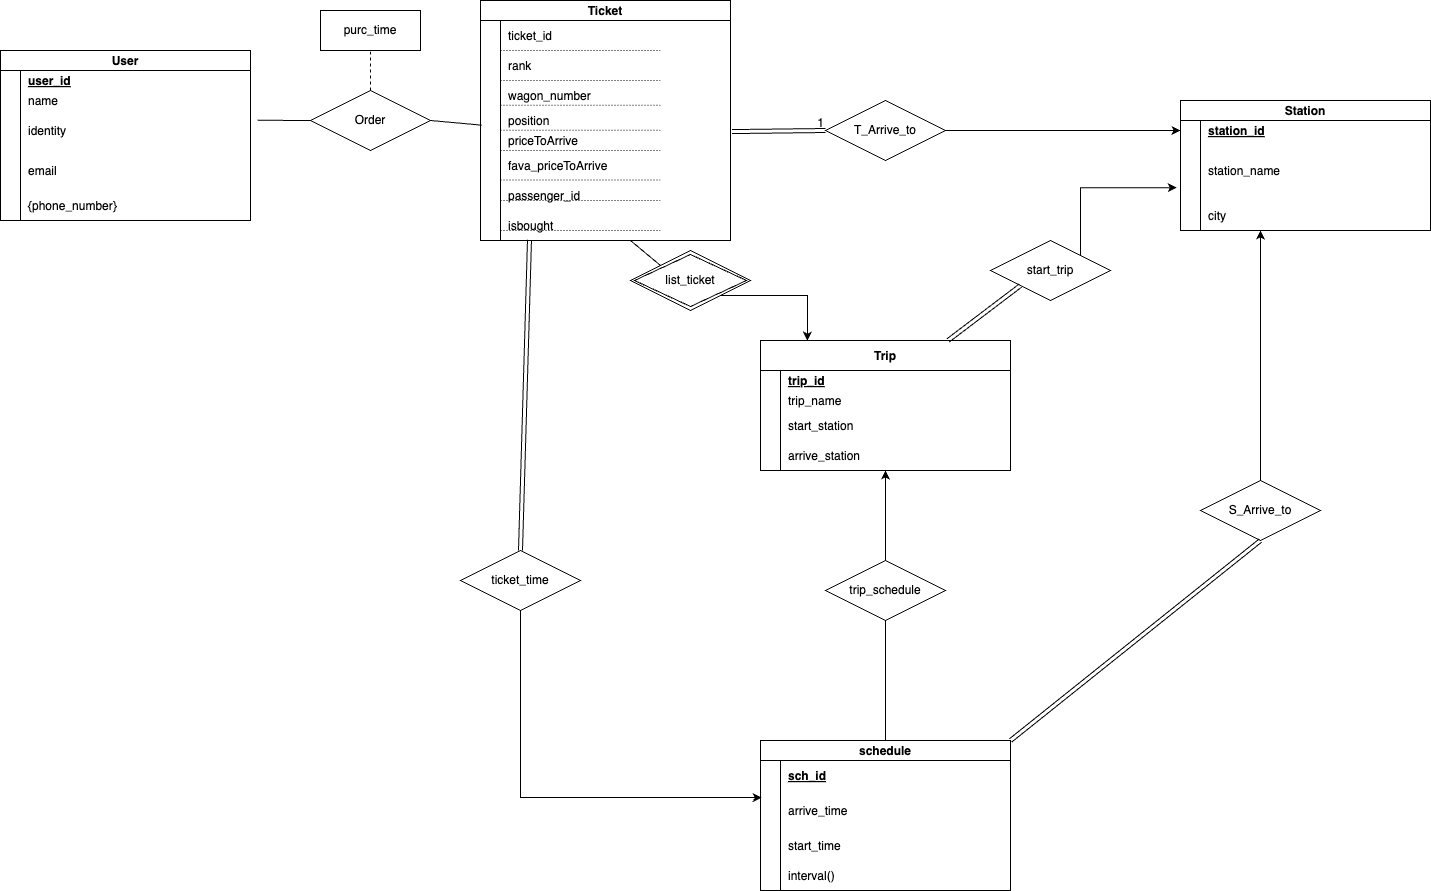 purc_time
User
user_id
name
identity
email
{phone_number}
Order
Ticket
ticket_id
rank
wagon_number
position
priceToArrive
fava_priceToArrive
passenger_id
isbought
1
T_Arrive_to
Station
station_id
station_name
city
list_ticket
start_trip
Trip
trip_id
trip_name
start_station
arrive_station
S_Arrive_to
ticket_time
trip_schedule
schedule
sch_id
arrive_time
start_time
interval()